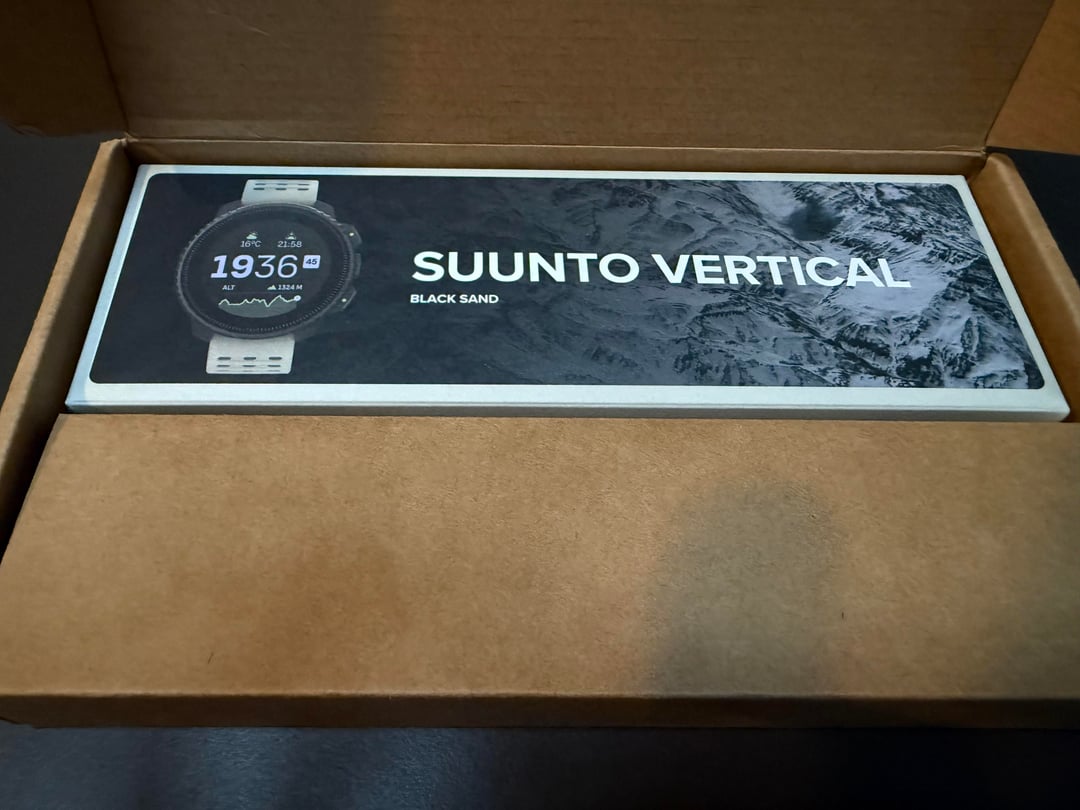 16°C 21:58
1936 45
ALT 1324 M
SUUNTO VERTICAL
BLACK SAND